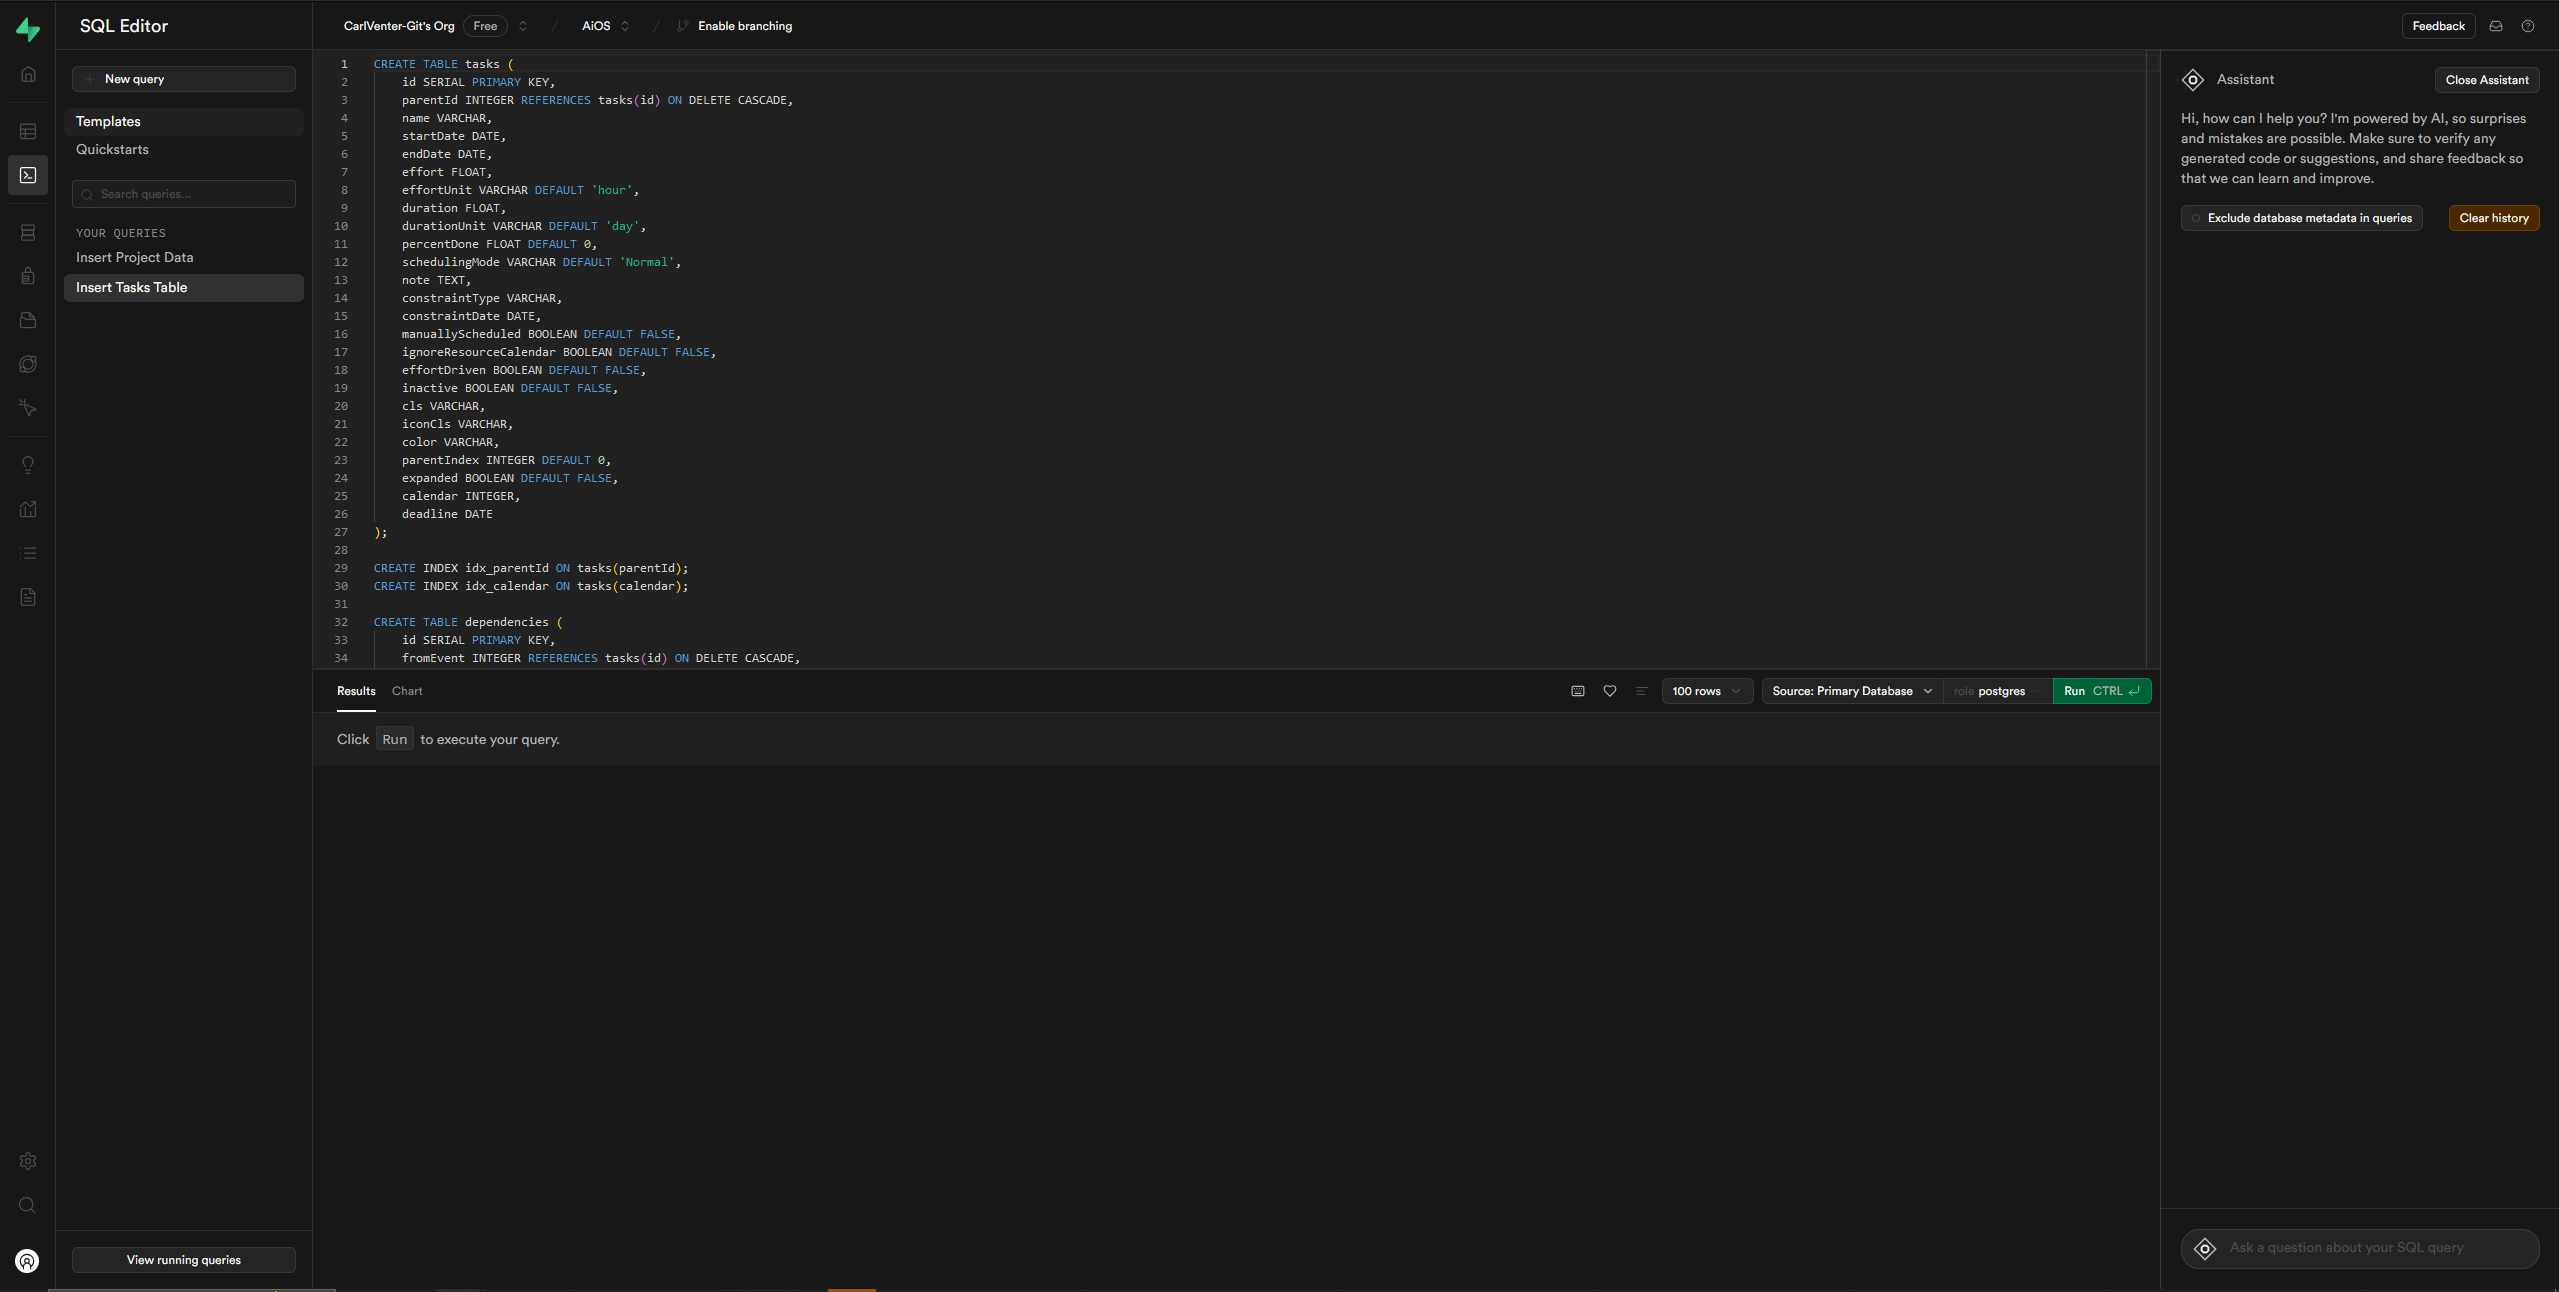 SQL Editor
CarlVenter-Git's Org Free / AiOS / Enable branching
Feedback
New query
Templates
Quickstarts
Search queries...
YOUR QUERIES
Insert Project Data
Insert Tasks Table
View running queries
1 CREATE TABLE tasks (
2 id SERIAL PRIMARY KEY,
3 parentId INTEGER REFERENCES tasks(id) ON DELETE CASCADE,
4 name VARCHAR,
5 startDate DATE,
6 endDate DATE,
7 effort FLOAT,
8 effortUnit VARCHAR DEFAULT 'hour',
9 duration FLOAT,
10 durationUnit VARCHAR DEFAULT 'day',
11 percentDone FLOAT DEFAULT 0,
12 schedulingMode VARCHAR DEFAULT 'Normal',
13 note TEXT,
14 constraintType VARCHAR,
15 constraintDate DATE,
16 manuallyScheduled BOOLEAN DEFAULT FALSE,
17 ignoreResourceCalendar BOOLEAN DEFAULT FALSE,
18 effortDriven BOOLEAN DEFAULT FALSE,
19 inactive BOOLEAN DEFAULT FALSE,
20 cls VARCHAR,
21 iconCls VARCHAR,
22 color VARCHAR,
23 parentIndex INTEGER DEFAULT 0,
24 expanded BOOLEAN DEFAULT FALSE,
25 calendar INTEGER,
26 deadline DATE
27 );
28
29 CREATE INDEX idx_parentId ON tasks(parentId);
30 CREATE INDEX idx_calendar ON tasks(calendar);
31
32 CREATE TABLE dependencies (
33 id SERIAL PRIMARY KEY,
34 fromEvent INTEGER REFERENCES tasks(id) ON DELETE CASCADE,
Results Chart
100 rows Source: Primary Database role postgres Run CTRL
Click Run to execute your query.
Assistant
Close Assistant
Hi, how can I help you? I'm powered by AI, so surprises
and mistakes are possible. Make sure to verify any
generated code or suggestions, and share feedback so
that we can learn and improve.
Exclude database metadata in queries
Clear history
Ask a question about your SQL query